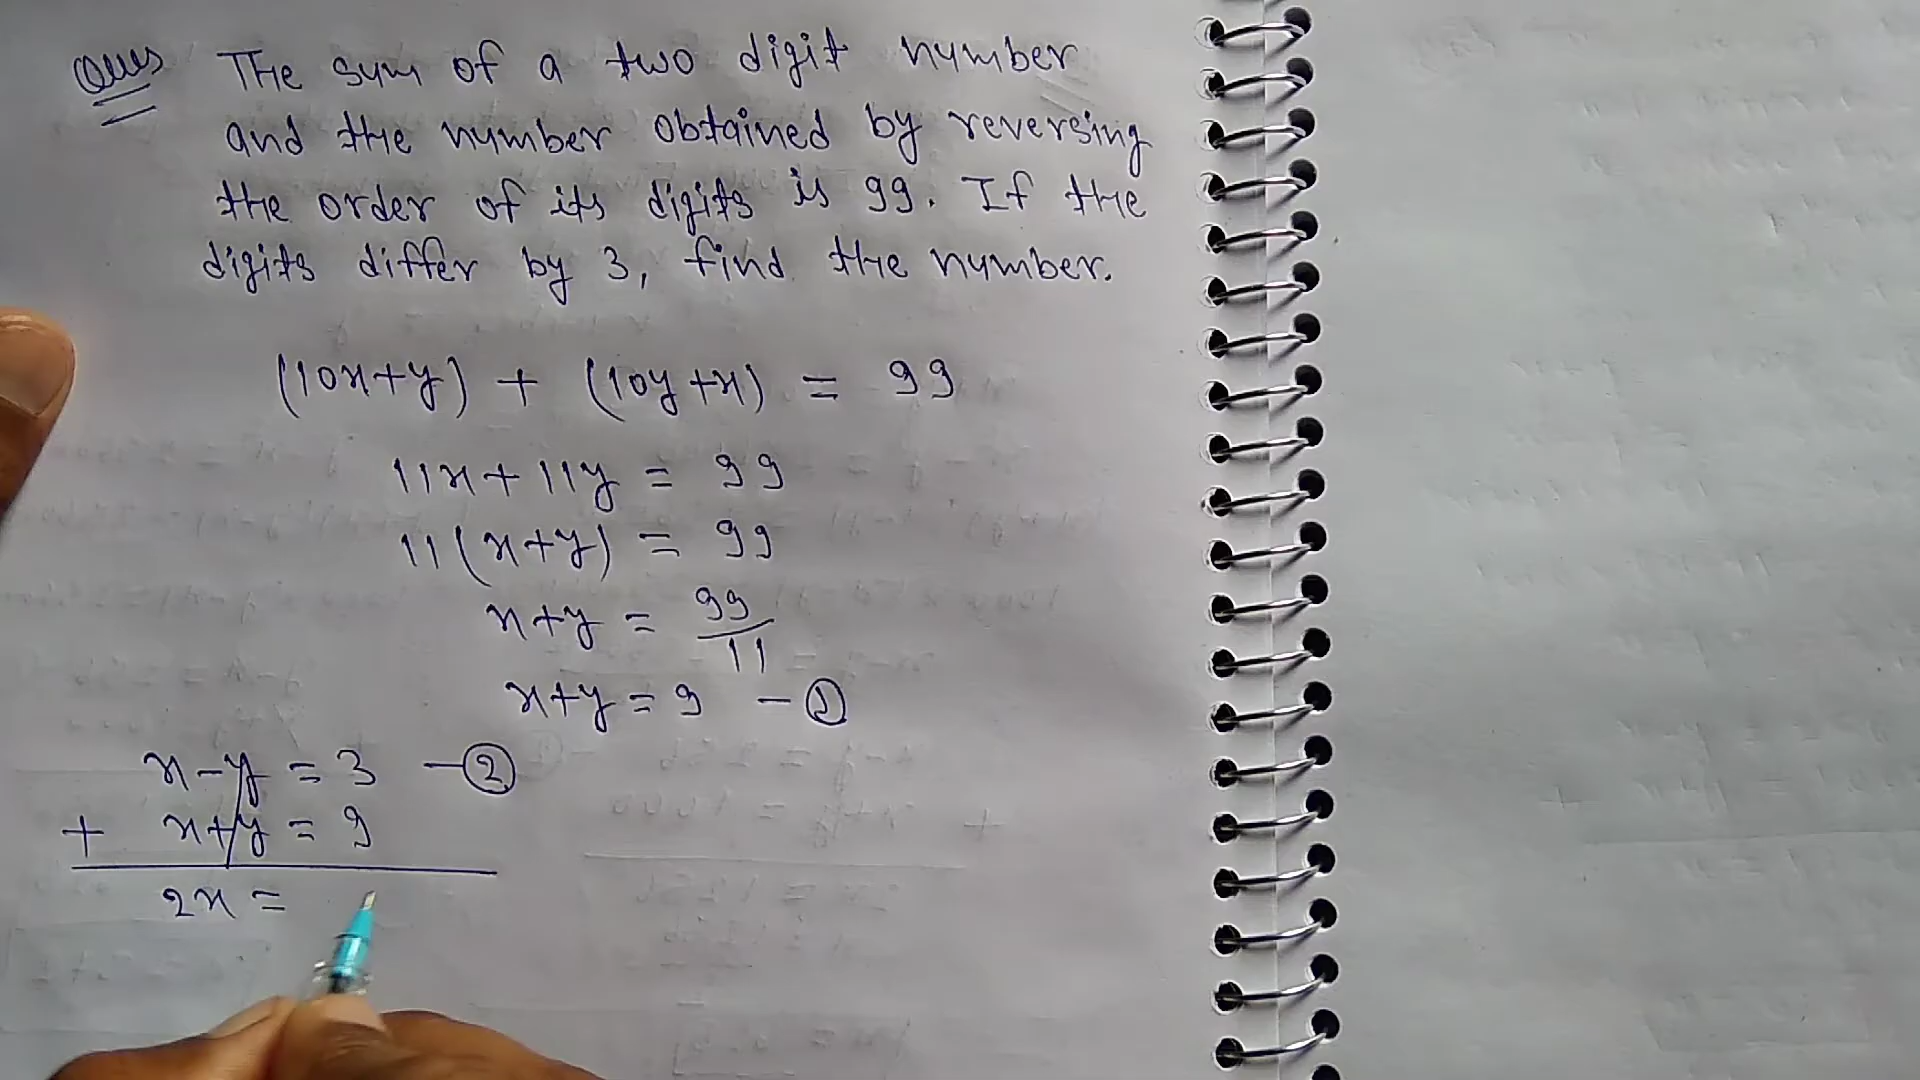 Ques The sum of a two digit number
and the number obtained by reversing
the order of its digits is 99. If the
digits differ by 3, find the number.
(10x+y) + (10y+x) = 99
11x+11y = 99
11(x+y) = 99
x+y = 99/11
x+y = 9 - ①
x-y = 3 - ②
+ x+y = 9
2x =